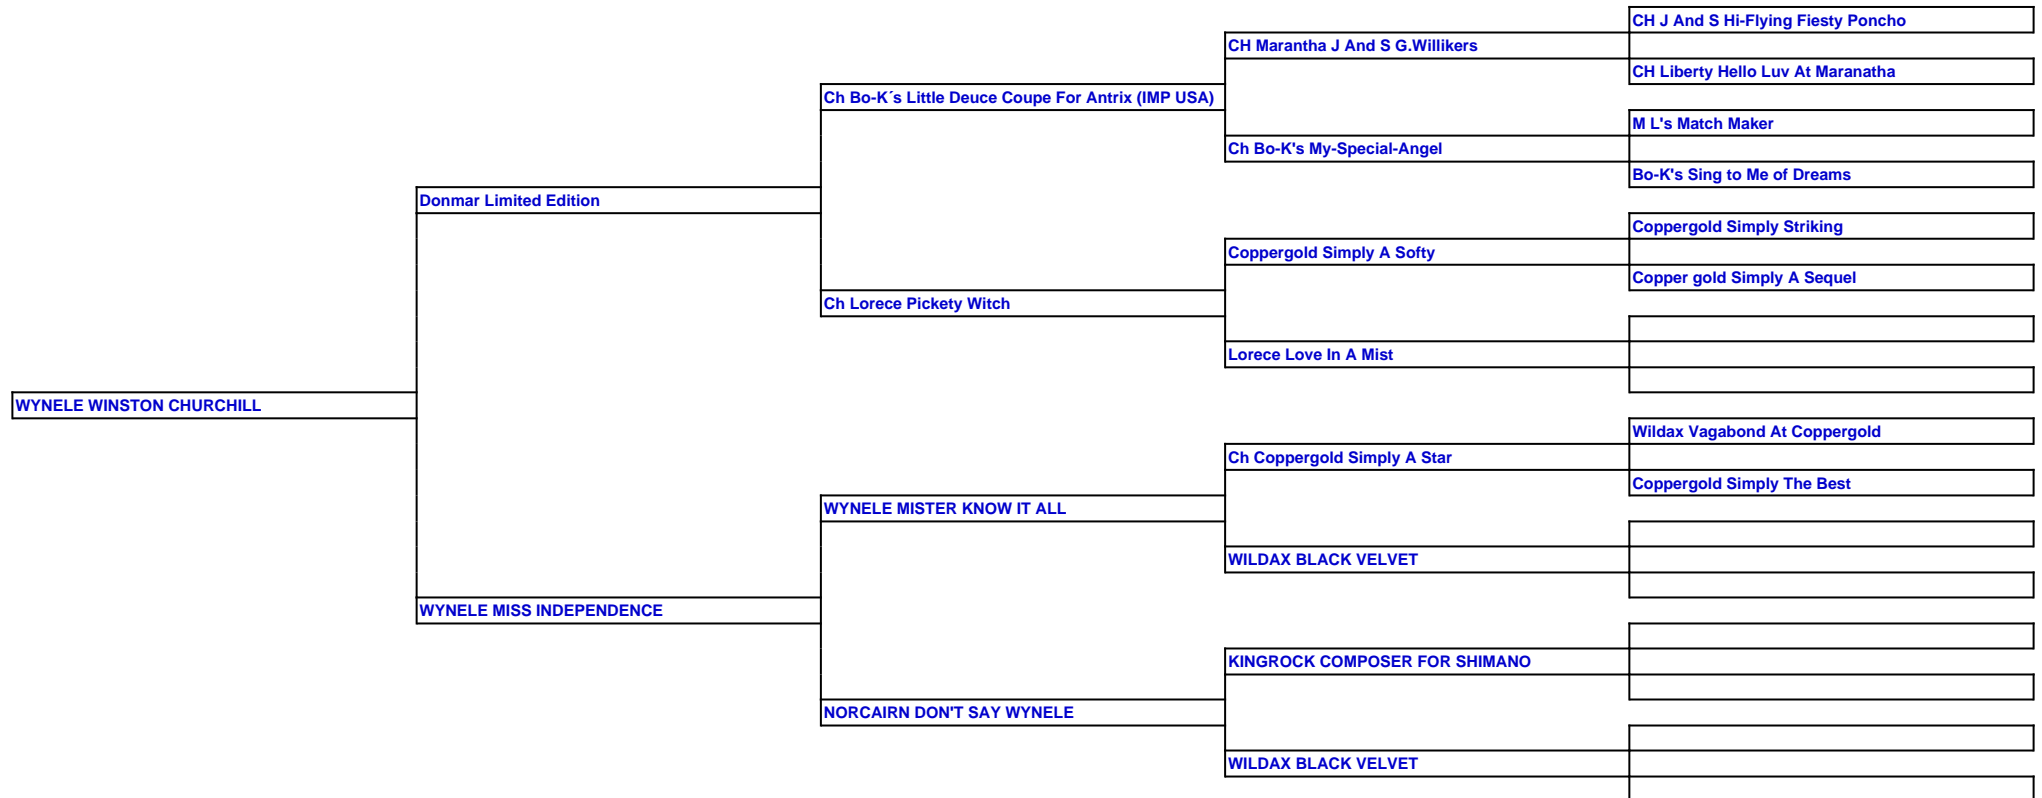 CH J And S Hi-Flying Fiesty Poncho
CH Marantha J And S G.Willikers
CH Liberty Hello Luv At Maranatha
Ch Bo-K´s Little Deuce Coupe For Antrix (IMP USA)
M L's Match Maker
Ch Bo-K's My-Special-Angel
Bo-K's Sing to Me of Dreams
Donmar Limited Edition
Coppergold Simply Striking
Coppergold Simply A Softy
Copper gold Simply A Sequel
Ch Lorece Pickety Witch
Lorece Love In A Mist
WYNELE WINSTON CHURCHILL
Wildax Vagabond At Coppergold
Ch Coppergold Simply A Star
Coppergold Simply The Best
WYNELE MISTER KNOW IT ALL
WILDAX BLACK VELVET
WYNELE MISS INDEPENDENCE
KINGROCK COMPOSER FOR SHIMANO
NORCAIRN DON'T SAY WYNELE
WILDAX BLACK VELVET